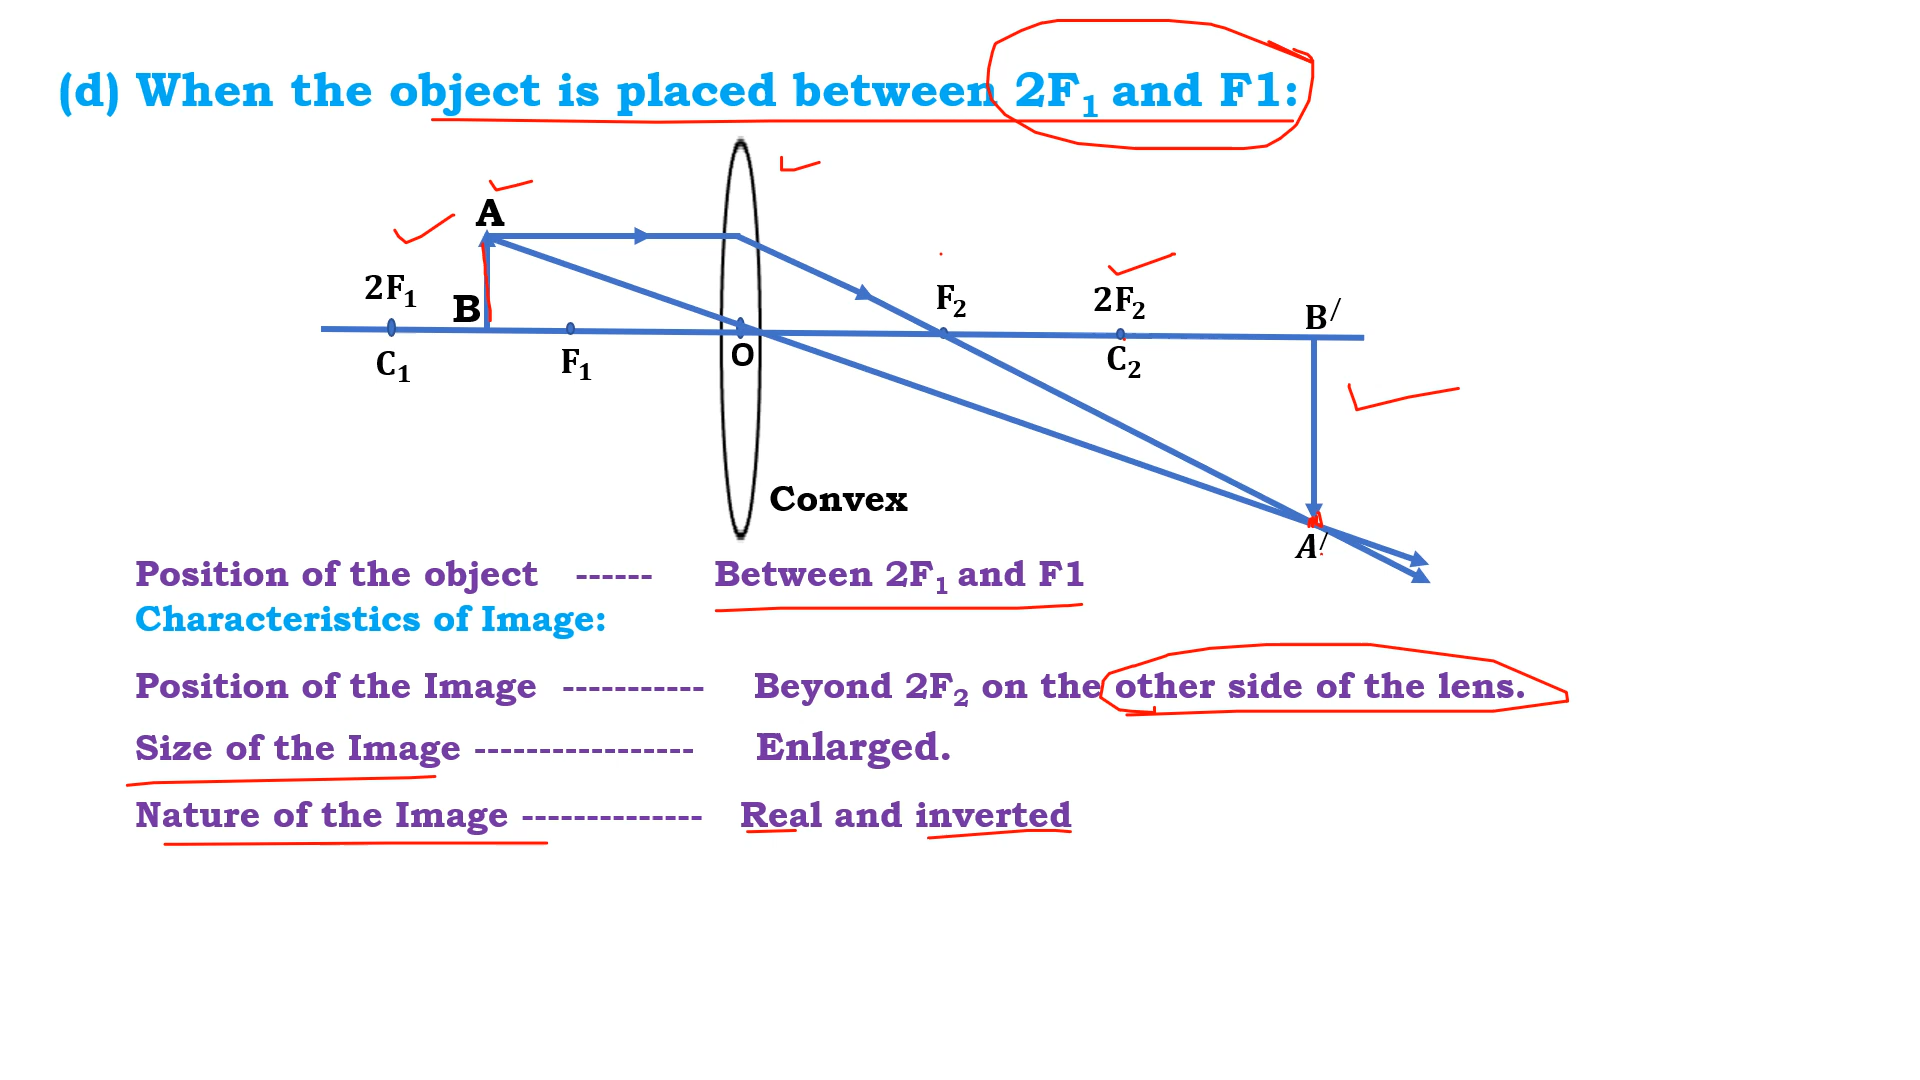 (d) When the object is placed between 2F₁ and F1:
A
2F₁
B
F₂
2F₂
B/
C₁
F₁
O
C₂
Convex
A/
Position of the object ------ Between 2F₁ and F1
Characteristics of Image:
Position of the Image ----------- Beyond 2F₂ on the other side of the lens.
Size of the Image ----------------- Enlarged.
Nature of the Image -------------- Real and inverted